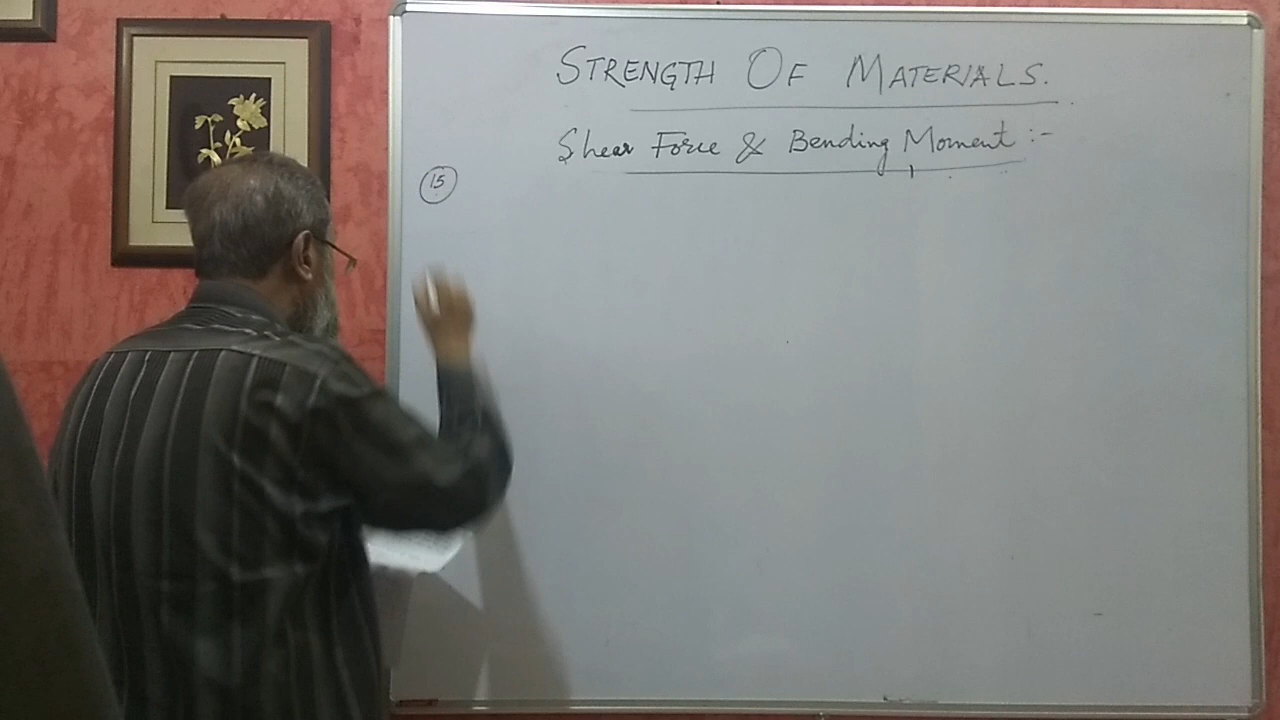 STRENGTH OF MATERIALS.
Shear Force & Bending Moment :-
15